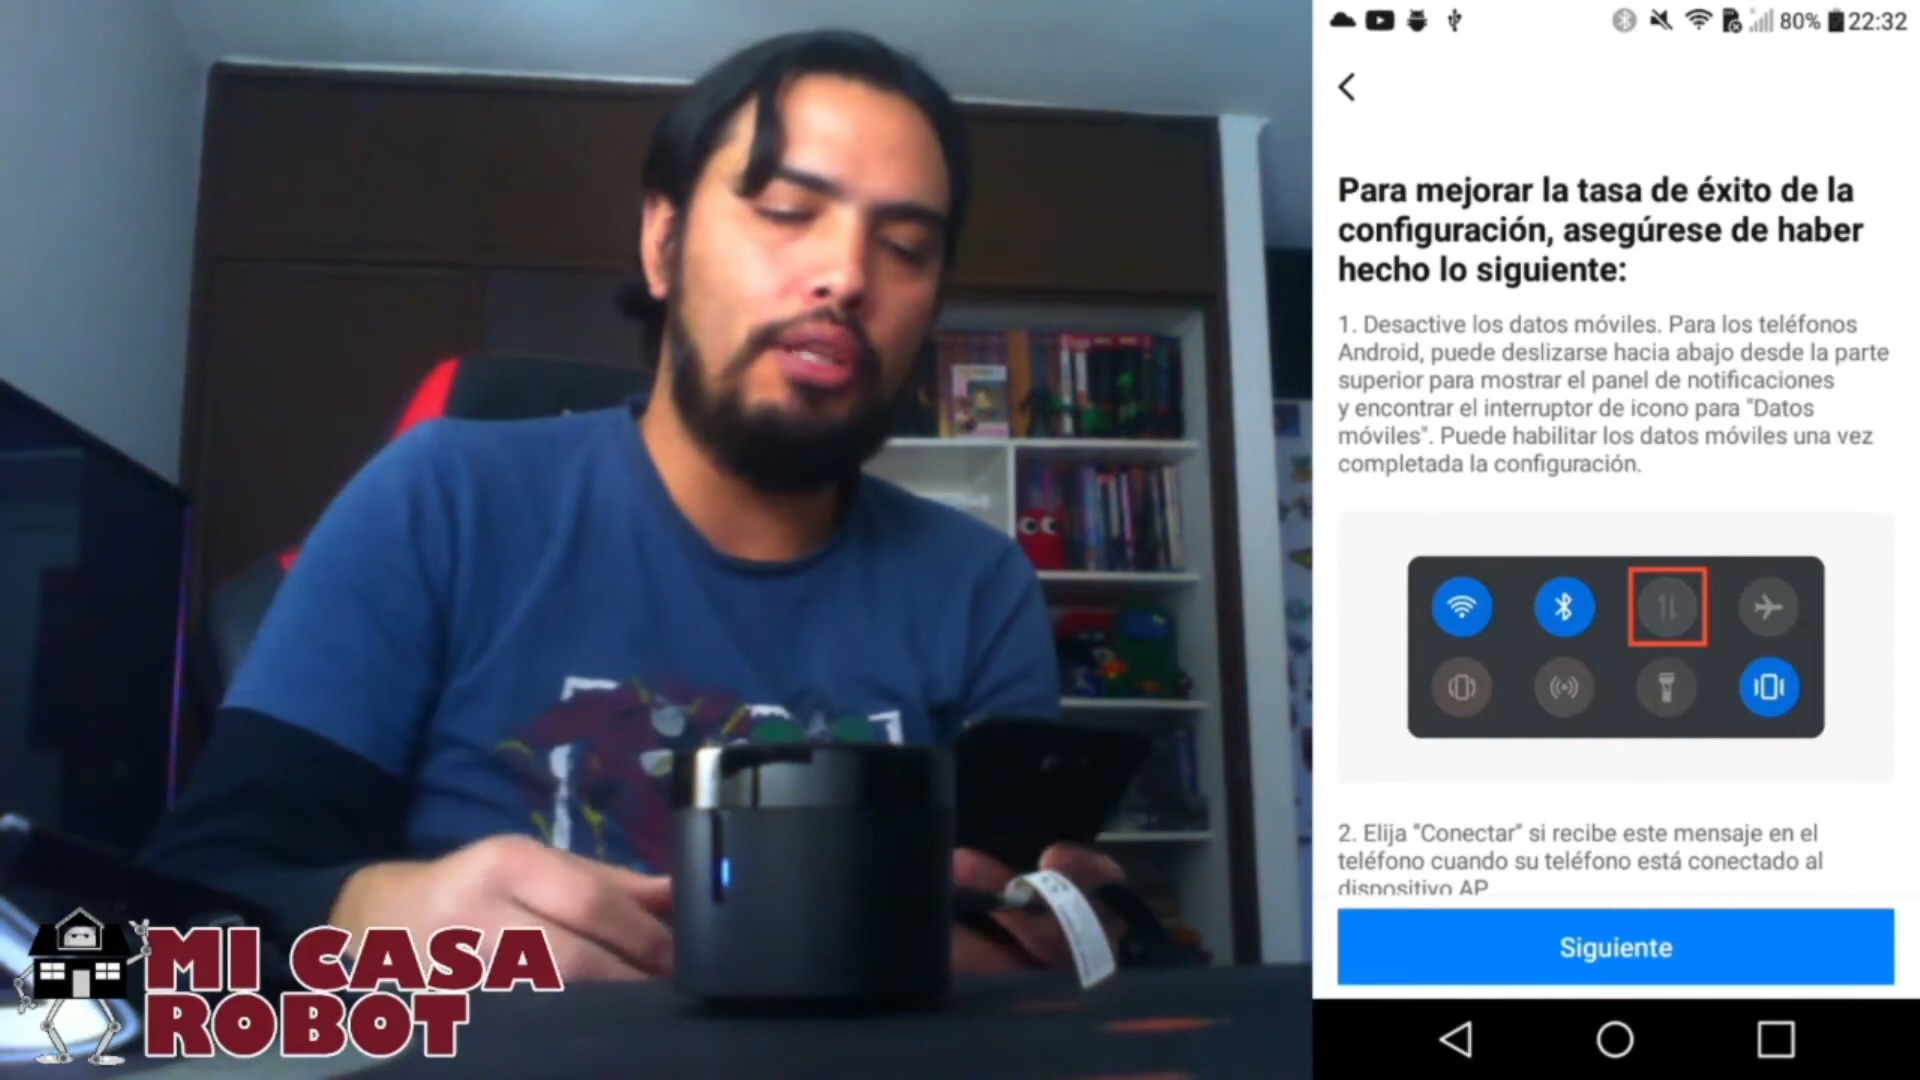 80% 22:32
Para mejorar la tasa de éxito de la
configuración, asegúrese de haber
hecho lo siguiente:
1. Desactive los datos móviles. Para los teléfonos
Android, puede deslizarse hacia abajo desde la parte
superior para mostrar el panel de notificaciones
y encontrar el interruptor de icono para "Datos
móviles". Puede habilitar los datos móviles una vez
completada la configuración.
2. Elija "Conectar" si recibe este mensaje en el
teléfono cuando su teléfono está conectado al
dispositivo AP
Siguiente
MI CASA
ROBOT